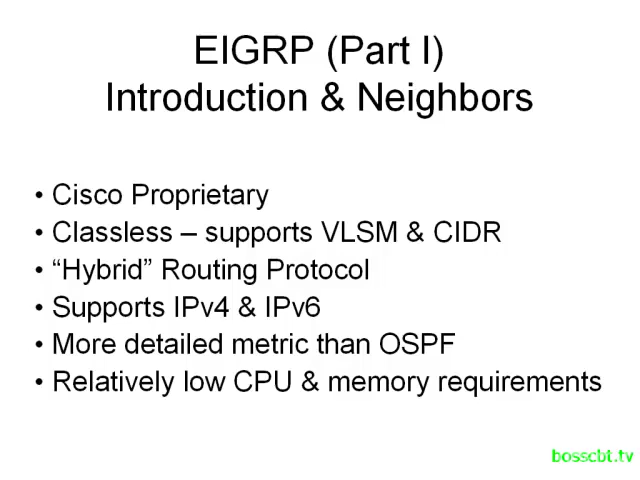 EIGRP (Part I)
Introduction & Neighbors
• Cisco Proprietary
• Classless – supports VLSM & CIDR
• “Hybrid” Routing Protocol
• Supports IPv4 & IPv6
• More detailed metric than OSPF
• Relatively low CPU & memory requirements
bosscbt.tv